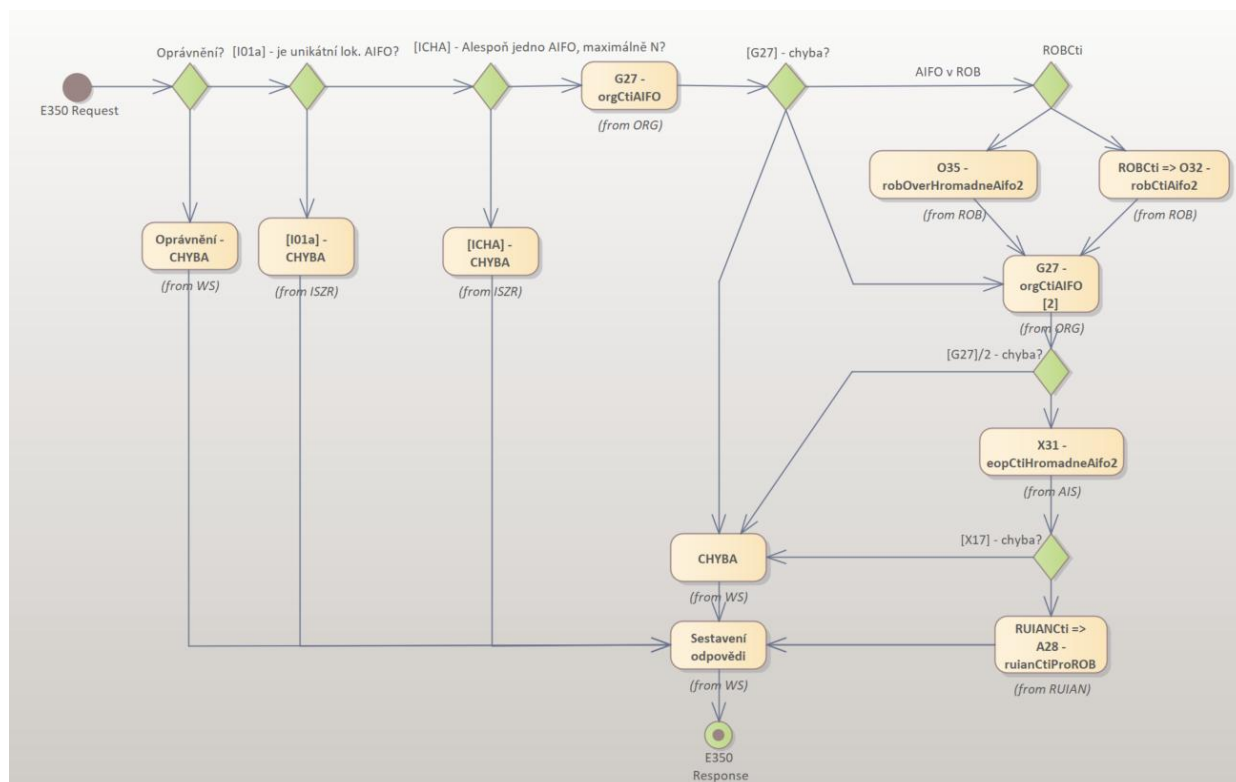 Oprávnění?
[I01a] - je unikátní lok. AIFO?
[ICHA] - Alespoň jedno AIFO, maximálně N?
[G27] - chyba?
ROBCti
AIFO v ROB
E350 Request
G27 -
orgCtiAIFO
(from ORG)
O35 -
robOverHromadneAifo2
(from ROB)
ROBCti => O32 -
robCtiAifo2
(from ROB)
Oprávnění -
CHYBA
(from WS)
[I01a] -
CHYBA
(from ISZR)
[ICHA] -
CHYBA
(from ISZR)
G27 -
orgCtiAIFO
[2]
(from ORG)
[G27]/2 - chyba?
X31 -
eopCtiHromadneAifo2
(from AIS)
[X17] - chyba?
CHYBA
(from WS)
Sestavení
odpovědi
(from WS)
RUIANCti =>
A28 -
ruianCtiProROB
(from RUIAN)
E350
Response